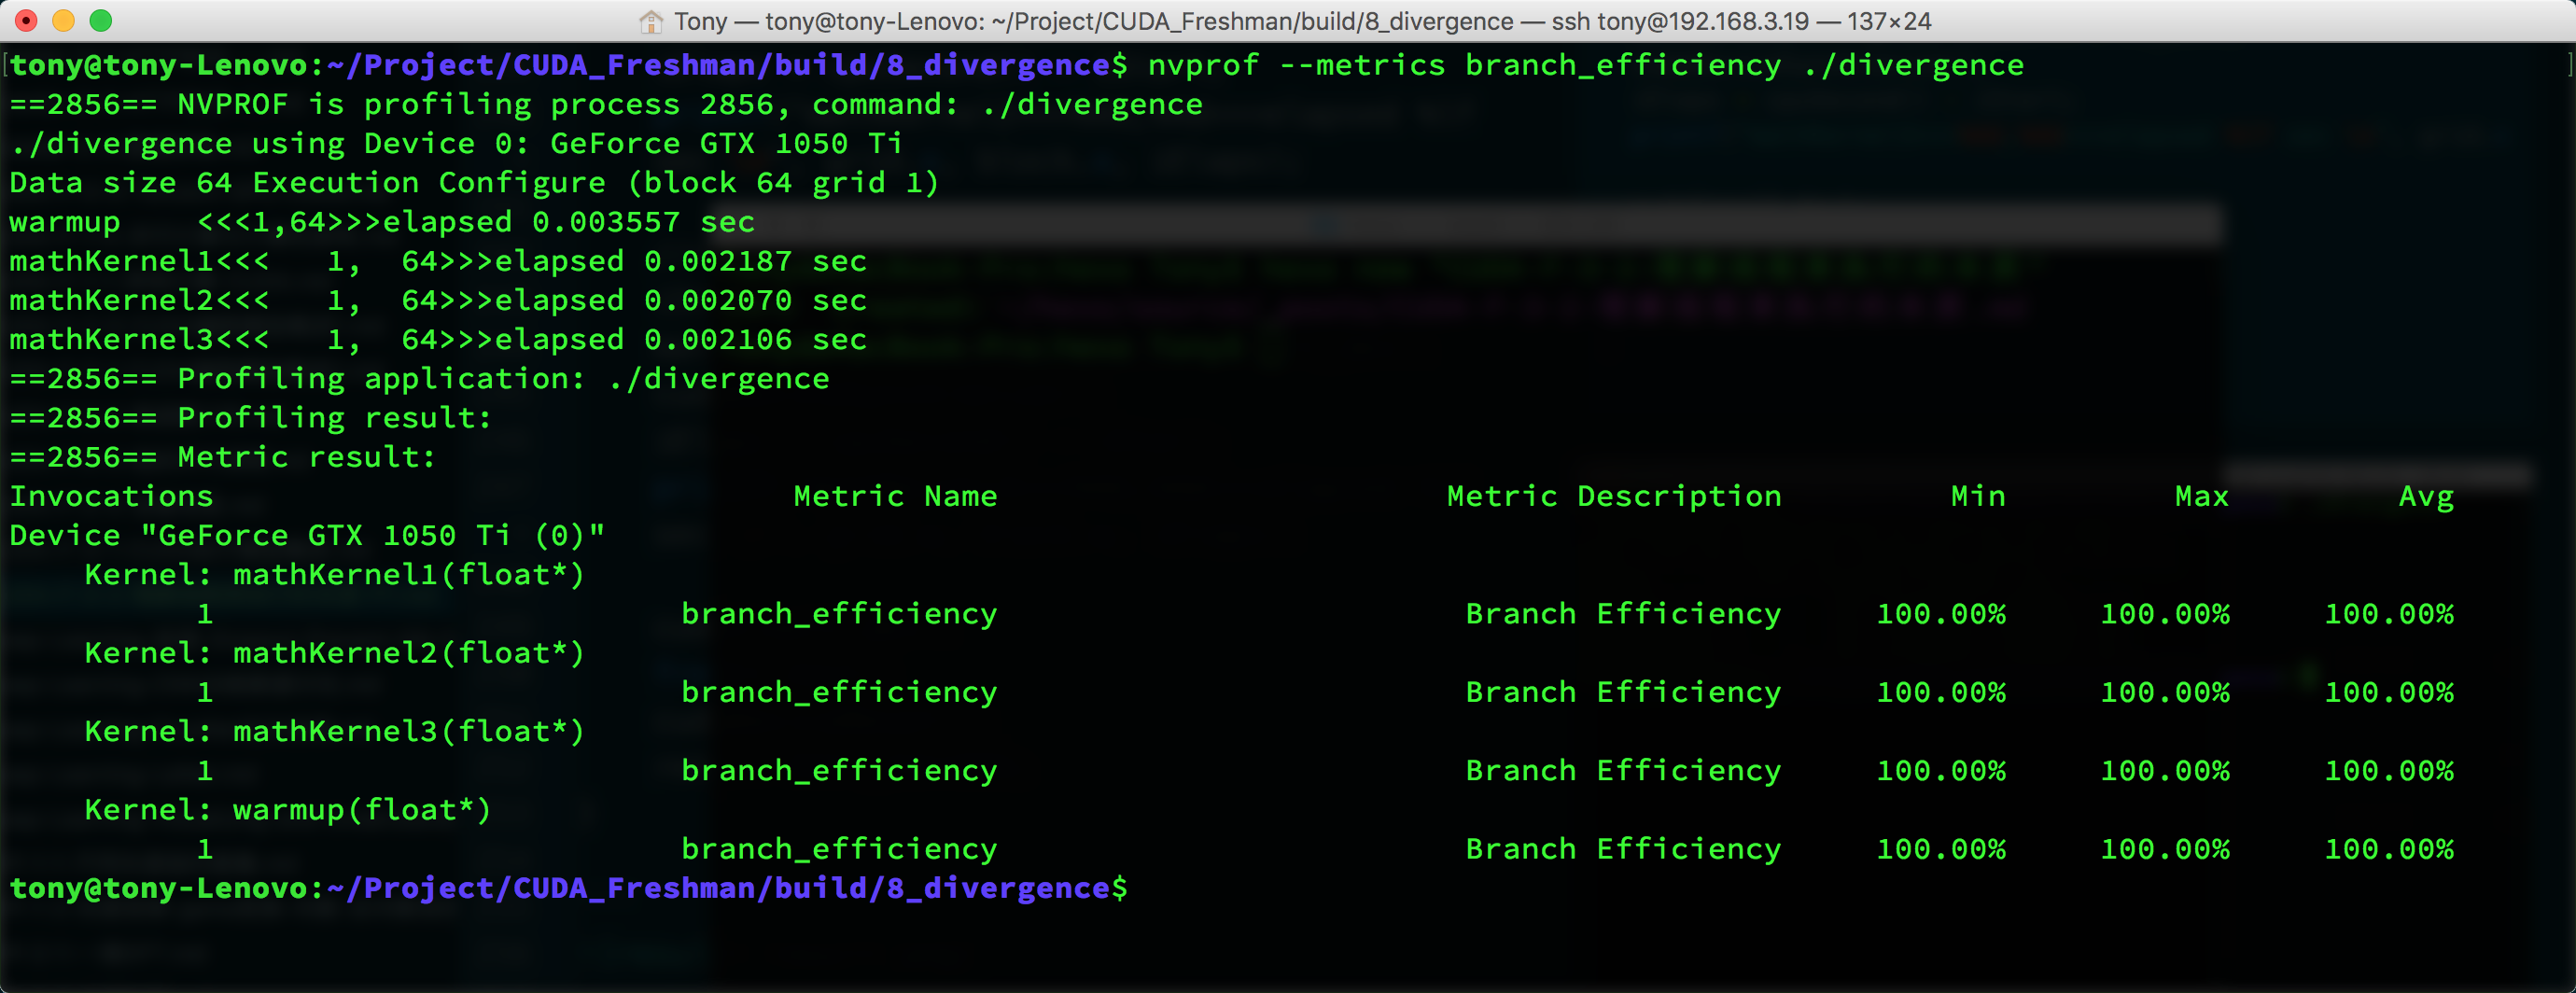 Tony — tony@tony-Lenovo: ~/Project/CUDA_Freshman/build/8_divergence — ssh tony@192.168.3.19 — 137×24
[tony@tony-Lenovo:~/Project/CUDA_Freshman/build/8_divergence$ nvprof --metrics branch_efficiency ./divergence ]
==2856== NVPROF is profiling process 2856, command: ./divergence
./divergence using Device 0: GeForce GTX 1050 Ti
Data size 64 Execution Configure (block 64 grid 1)
warmup    <<<1,64>>>elapsed 0.003557 sec
mathKernel1<<<   1,  64>>>elapsed 0.002187 sec
mathKernel2<<<   1,  64>>>elapsed 0.002070 sec
mathKernel3<<<   1,  64>>>elapsed 0.002106 sec
==2856== Profiling application: ./divergence
==2856== Profiling result:
==2856== Metric result:
Invocations                               Metric Name                        Metric Description         Min         Max         Avg
Device "GeForce GTX 1050 Ti (0)"
    Kernel: mathKernel1(float*)
          1                         branch_efficiency                         Branch Efficiency     100.00%     100.00%     100.00%
    Kernel: mathKernel2(float*)
          1                         branch_efficiency                         Branch Efficiency     100.00%     100.00%     100.00%
    Kernel: mathKernel3(float*)
          1                         branch_efficiency                         Branch Efficiency     100.00%     100.00%     100.00%
    Kernel: warmup(float*)
          1                         branch_efficiency                         Branch Efficiency     100.00%     100.00%     100.00%
tony@tony-Lenovo:~/Project/CUDA_Freshman/build/8_divergence$